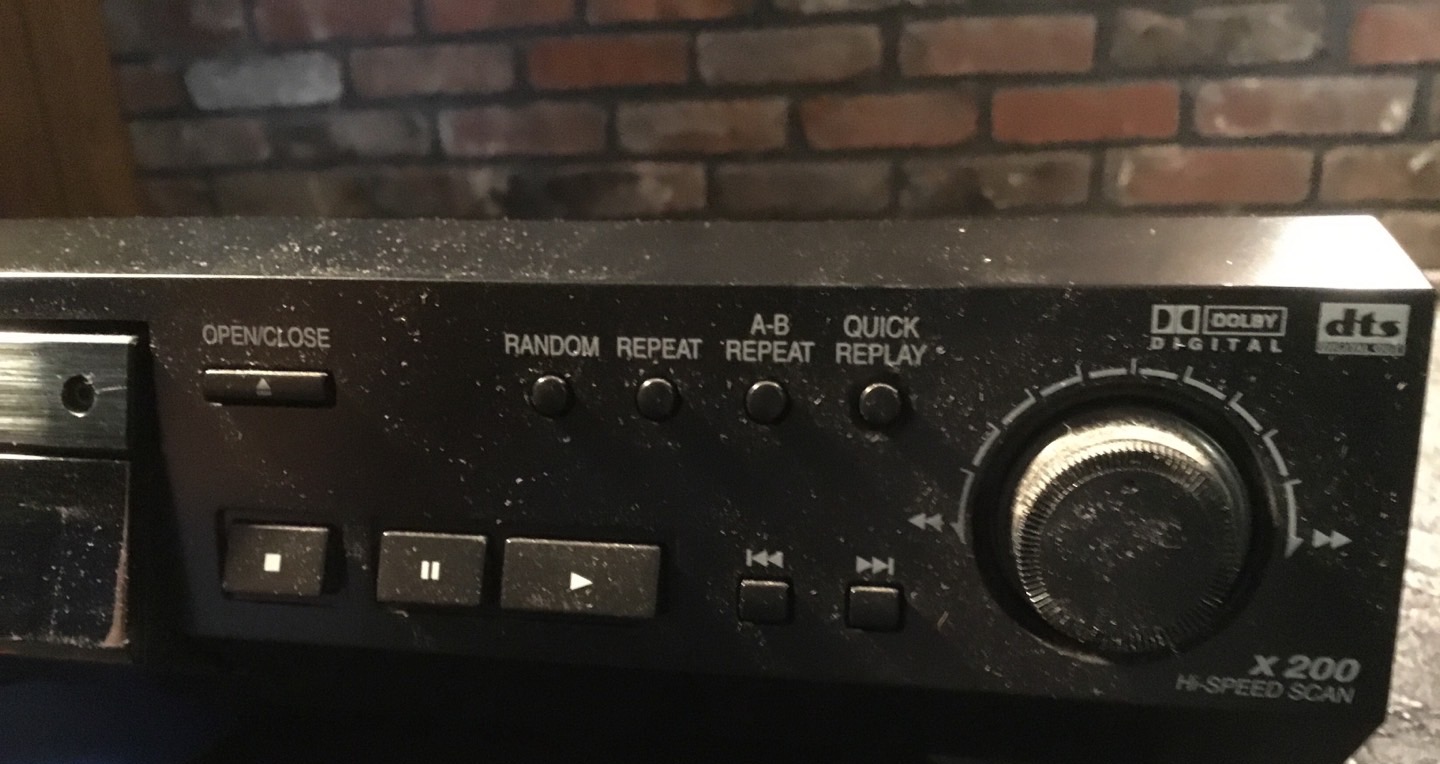 OPEN/CLOSE
RANDOM
REPEAT
A-B
REPEAT
QUICK
REPLAY
DOLBY
DIGITAL
dts
X 200
Hi-SPEED SCAN